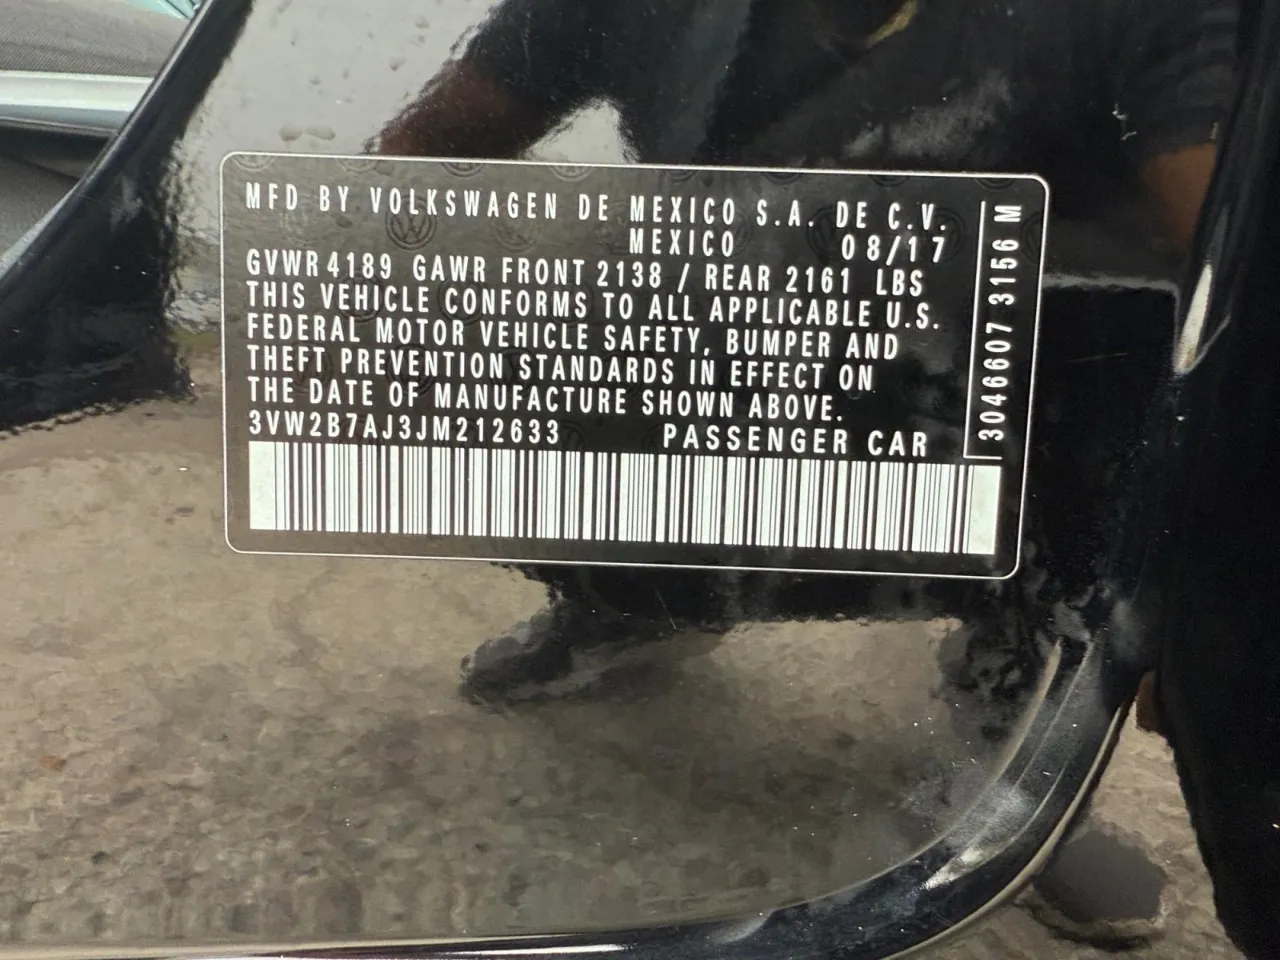 MFD BY VOLKSWAGEN DE MEXICO S.A. DE C.V.
MEXICO 08/17
GVWR 4189 GAWR FRONT 2138 / REAR 2161 LBS
THIS VEHICLE CONFORMS TO ALL APPLICABLE U.S.
FEDERAL MOTOR VEHICLE SAFETY, BUMPER AND
THEFT PREVENTION STANDARDS IN EFFECT ON
THE DATE OF MANUFACTURE SHOWN ABOVE.
3VW2B7AJ3JM212633 PASSENGER CAR
3046607 3156 M